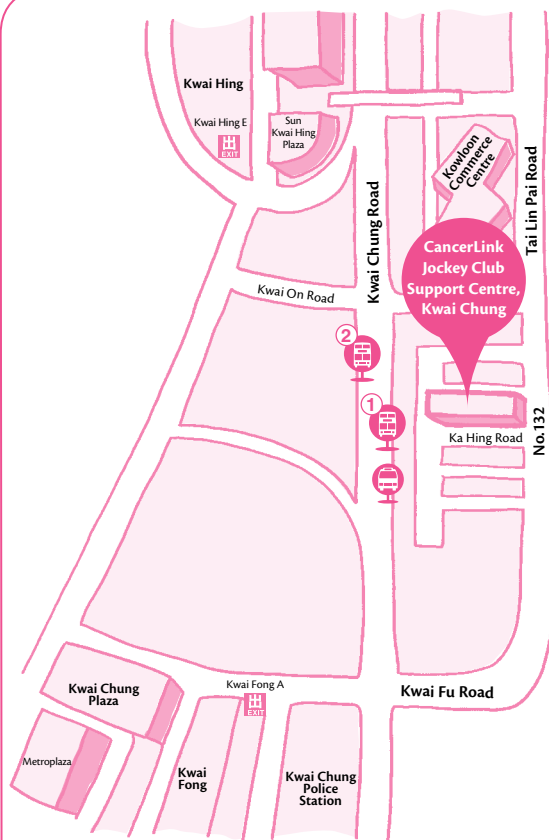 Kwai Hing
Kwai Hing E
EXIT
Sun
Kwai Hing
Plaza
Kowloon
Commerce
Centre
Tai Lin Pai Road
Kwai Chung Road
CancerLink
Jockey Club
Support Centre,
Kwai Chung
Kwai On Road
2
1
Ka Hing Road
No.132
Kwai Fong A
EXIT
Kwai Fu Road
Kwai Chung
Plaza
Metroplaza
Kwai
Fong
Kwai Chung
Police
Station